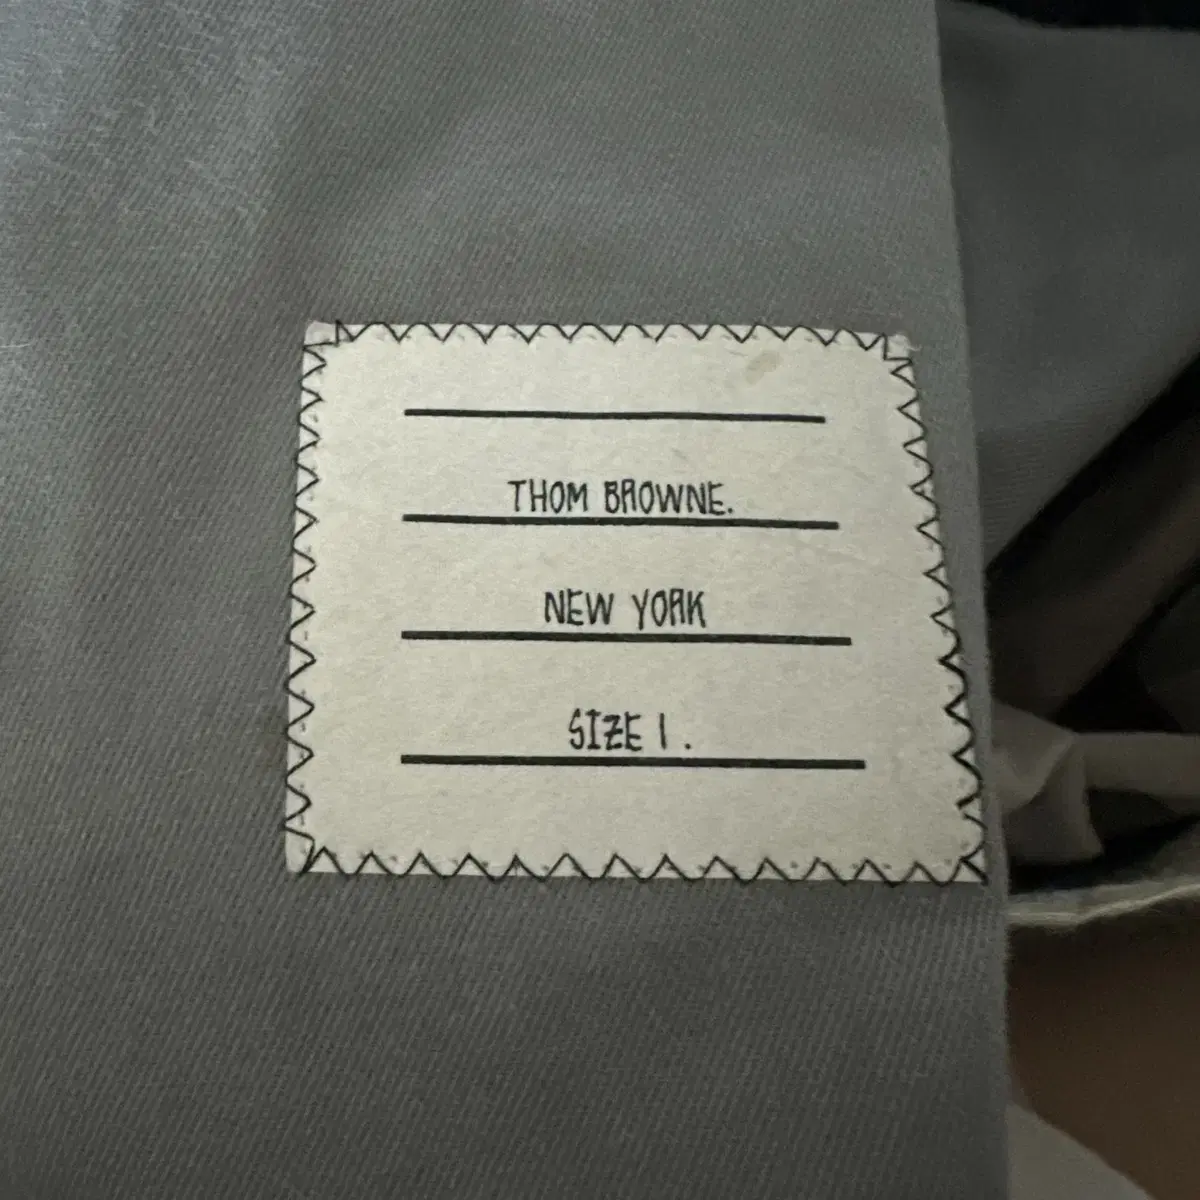 THOM BROWNE.
NEW YORK
SIZE 1.